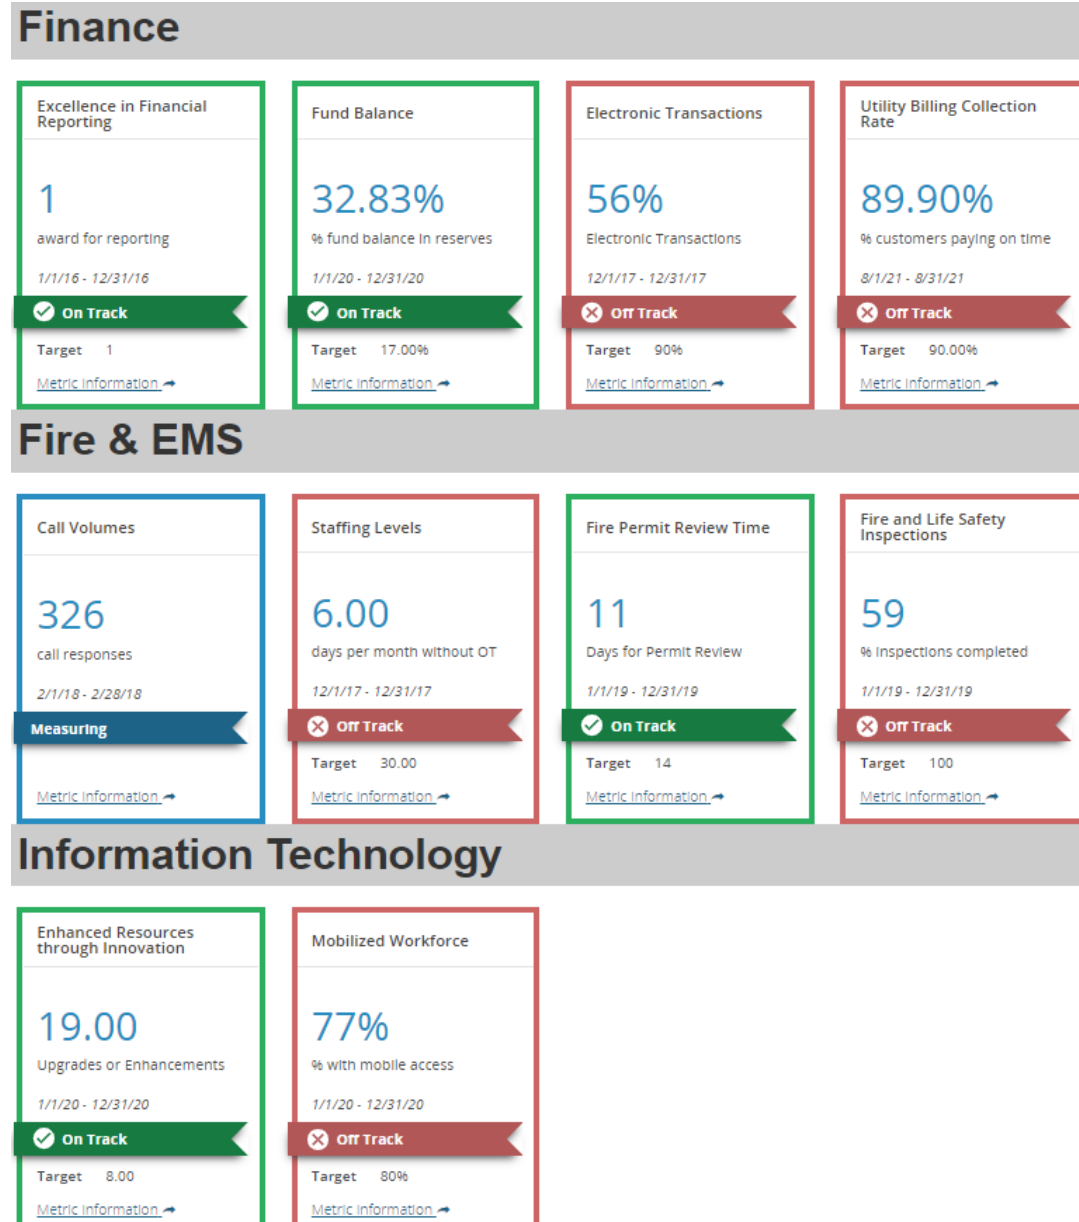 Finance
Excellence in Financial
Reporting
1
award for reporting
1/1/16 - 12/31/16
On Track
Target 1
Metric Information
Fund Balance
32.83%
% fund balance in reserves
1/1/20 - 12/31/20
On Track
Target 17.00%
Metric Information
Electronic Transactions
56%
Electronic Transactions
12/1/17 - 12/31/17
Off Track
Target 90%
Metric Information
Utility Billing Collection
Rate
89.90%
% customers paying on time
8/1/21 - 8/31/21
Off Track
Target 90.00%
Metric Information
Fire & EMS
Call Volumes
326
call responses
2/1/18 - 2/28/18
Measuring
Metric Information
Staffing Levels
6.00
days per month without OT
12/1/17 - 12/31/17
Off Track
Target 30.00
Metric Information
Fire Permit Review Time
11
Days for Permit Review
1/1/19 - 12/31/19
On Track
Target 14
Metric Information
Fire and Life Safety
Inspections
59
% inspections completed
1/1/19 - 12/31/19
Off Track
Target 100
Metric Information
Information Technology
Enhanced Resources
through Innovation
19.00
Upgrades or Enhancements
1/1/20 - 12/31/20
On Track
Target 8.00
Metric Information
Mobilized Workforce
77%
% with mobile access
1/1/20 - 12/31/20
Off Track
Target 80%
Metric Information